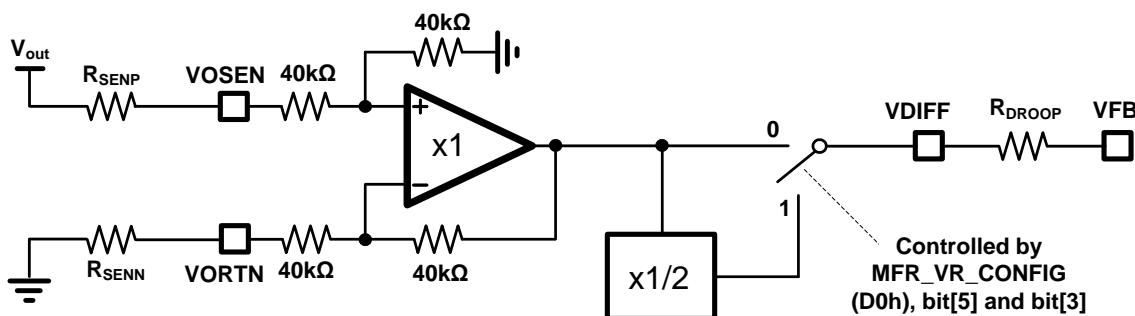 40kΩ
Vout
RSENP
VOSEN
40kΩ
+
x1
−
0
1
VDIFF
RDROOP
VFB
RSENN
VORTN
40kΩ
40kΩ
x1/2
Controlled by
MFR_VR_CONFIG
(D0h), bit[5] and bit[3]